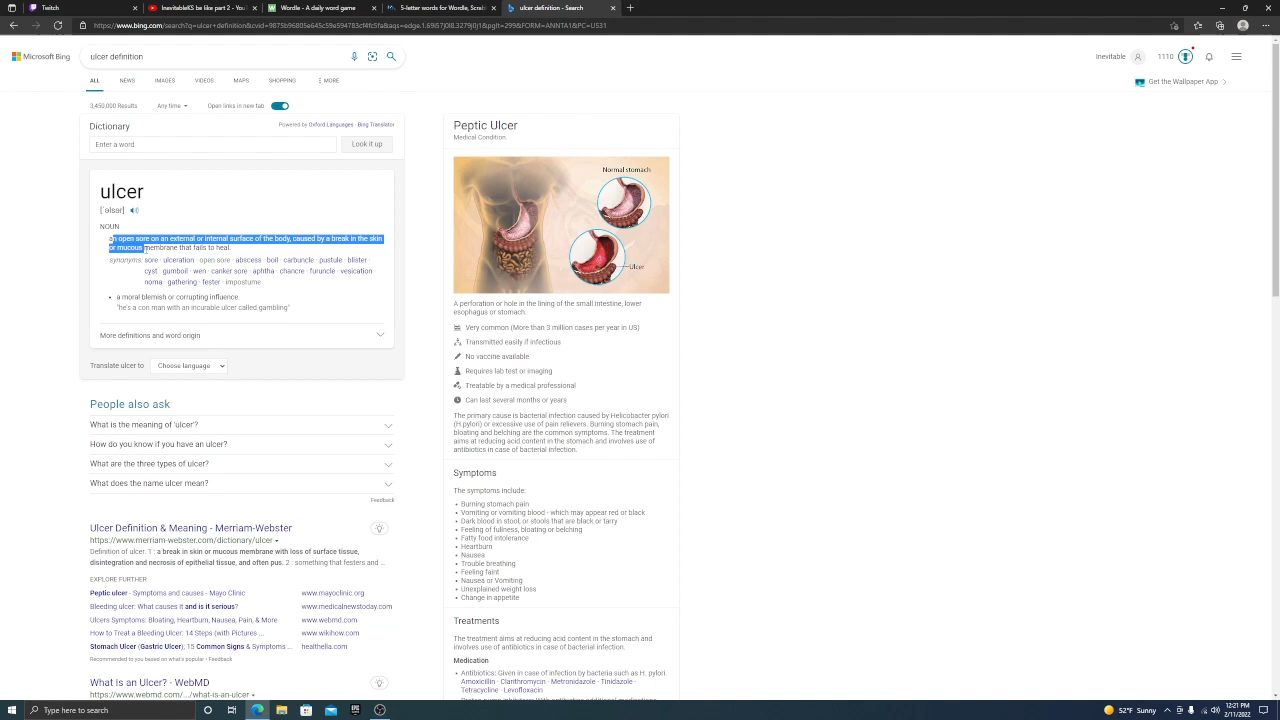 Twitch
InevitableKS be like part 2 - You
Wordle - A daily word game
5-letter words for Wordle, Scrabb
ulcer definition - Search
https://www.bing.com/search?q=ulcer+definition
Microsoft Bing
ulcer definition
Inevitable
1110
ALL
NEWS
IMAGES
VIDEOS
MAPS
SHOPPING
MORE
Get the Wallpaper App
3,450,000 Results
Any time
Open links in new tab
Dictionary
Powered by Oxford Languages · Bing Translator
Enter a word
Look it up
ulcer
[ˈəlsər]
NOUN
an open sore on an external or internal surface of the body, caused by a break in the skin
or mucous membrane that fails to heal.
synonyms: sore · ulceration · open sore · abscess · boil · carbuncle · pustule · blister ·
cyst · gumboil · wen · canker sore · aphtha · chancre · furuncle · vesication
noma · gathering · fester · impostume
• a moral blemish or corrupting influence.
"he's a con man with an incurable ulcer called gambling"
More definitions and word origin
Translate ulcer to
Choose language
People also ask
What is the meaning of 'ulcer'?
How do you know if you have an ulcer?
What are the three types of ulcer?
What does the name ulcer mean?
Feedback
Ulcer Definition & Meaning - Merriam-Webster
https://www.merriam-webster.com/dictionary/ulcer
Definition of ulcer. 1 : a break in skin or mucous membrane with loss of surface tissue,
disintegration and necrosis of epithelial tissue, and often pus. 2 : something that festers and ...
EXPLORE FURTHER
Peptic ulcer - Symptoms and causes - Mayo Clinic
www.mayoclinic.org
Bleeding ulcer: What causes it and is it serious?
www.medicalnewstoday.com
Ulcers Symptoms: Bloating, Heartburn, Nausea, Pain, & More
www.webmd.com
How to Treat a Bleeding Ulcer: 14 Steps (with Pictures ...
www.wikihow.com
Stomach Ulcer (Gastric Ulcer); 15 Common Signs & Symptoms ...
healthella.com
Recommended to you based on what's popular · Feedback
What Is an Ulcer? - WebMD
https://www.webmd.com/.../what-is-an-ulcer
Peptic Ulcer
Medical Condition
Normal stomach
Ulcer
A perforation or hole in the lining of the small intestine, lower
esophagus or stomach.
Very common (More than 3 million cases per year in US)
Transmitted easily if infectious
No vaccine available
Requires lab test or imaging
Treatable by a medical professional
Can last several months or years
The primary cause is bacterial infection caused by Helicobacter pylori
(H.pylori) or excessive use of pain relievers. Burning stomach pain,
bloating and belching are the common symptoms. The treatment
aims at reducing acid content in the stomach and involves use of
antibiotics in case of bacterial infection.
Symptoms
The symptoms include:
• Burning stomach pain
• Vomiting or vomiting blood - which may appear red or black
• Dark blood in stool, or stools that are black or tarry
• Feeling of fullness, bloating or belching
• Fatty food intolerance
• Heartburn
• Nausea
• Trouble breathing
• Feeling faint
• Nausea or Vomiting
• Unexplained weight loss
• Change in appetite
Treatments
The treatment aims at reducing acid content in the stomach and
involves use of antibiotics in case of bacterial infection.
Medication
• Antibiotics: Given in case of infection by bacteria such as H. pylori.
Amoxicillin · Clarithromycin · Metronidazole · Tinidazole ·
Tetracycline · Levofloxacin
Type here to search
52°F Sunny
12:21 PM
2/11/2022